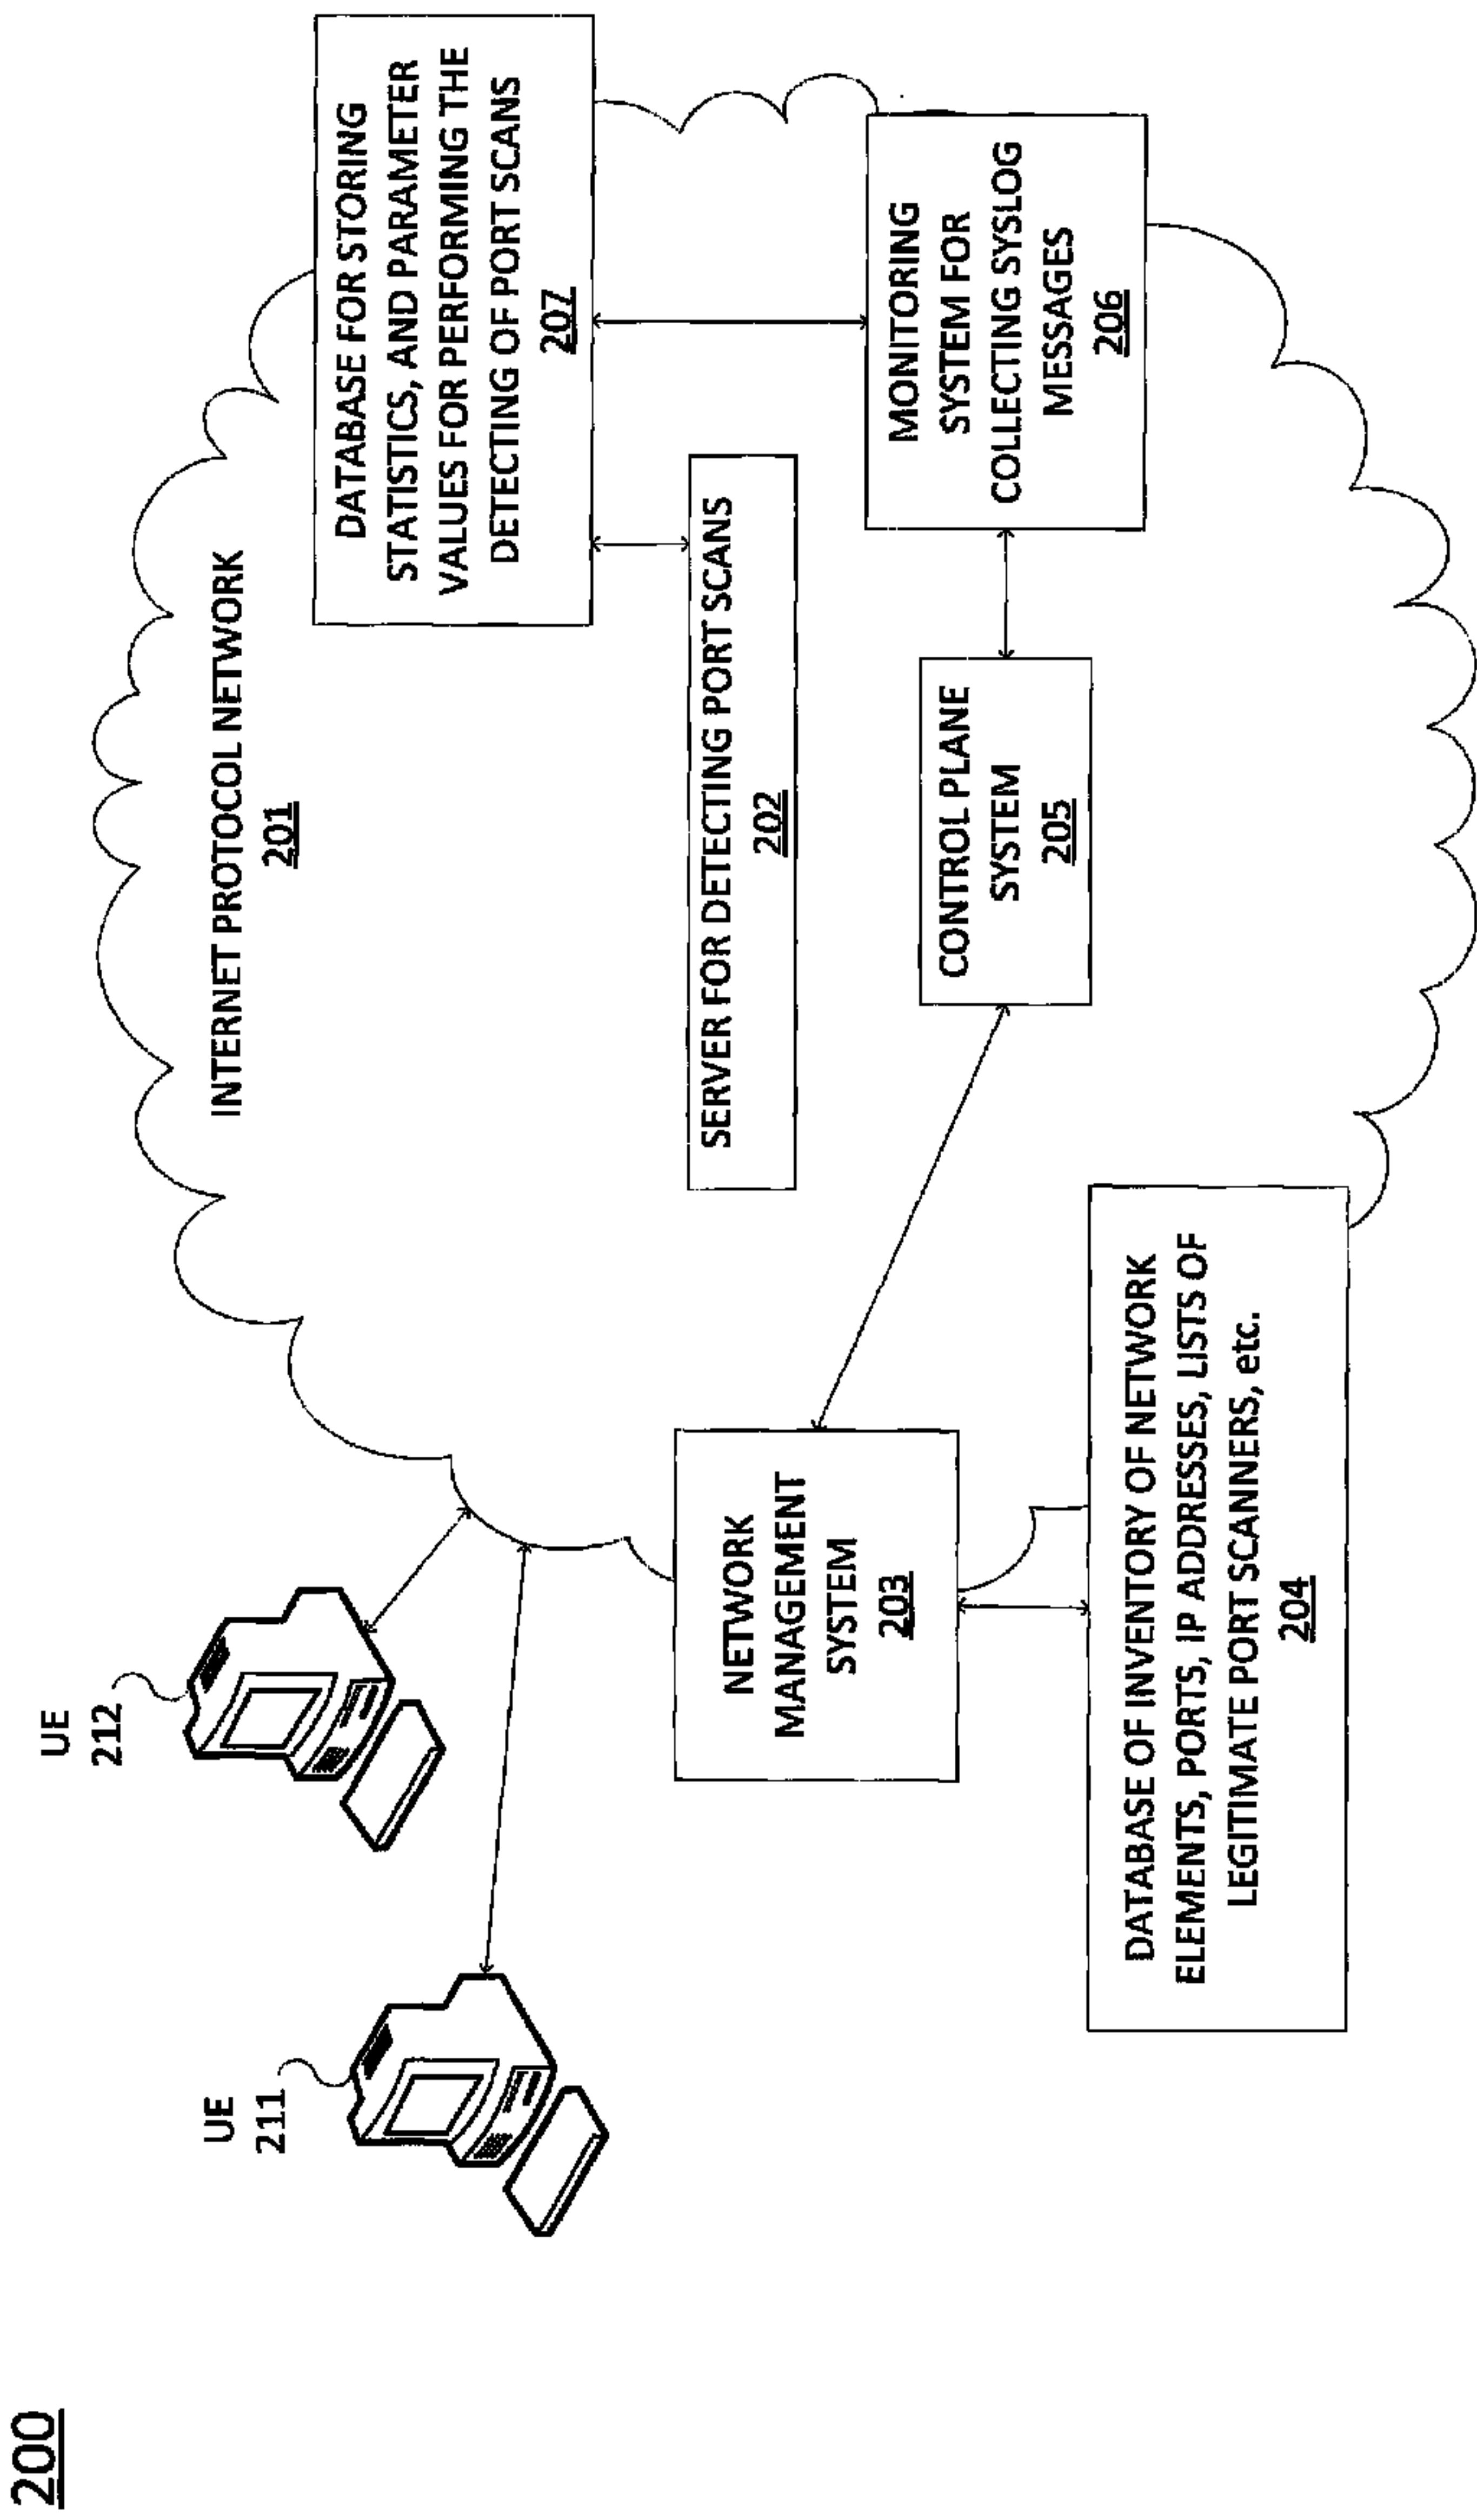 200
UE
211
UE
212
INTERNET PROTOCOL NETWORK
201
DATABASE FOR STORING
STATISTICS, AND PARAMETER
VALUES FOR PERFORMING THE
DETECTING OF PORT SCANS
207
SERVER FOR DETECTING PORT SCANS
202
NETWORK
MANAGEMENT
SYSTEM
203
CONTROL PLANE
SYSTEM
205
MONITORING
SYSTEM FOR
COLLECTING SYSLOG
MESSAGES
206
DATABASE OF INVENTORY OF NETWORK
ELEMENTS, PORTS, IP ADDRESSES, LISTS OF
LEGITIMATE PORT SCANNERS, etc.
204